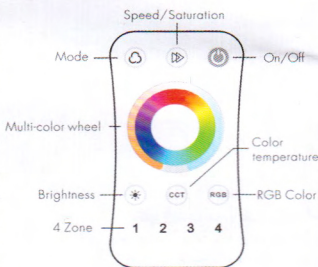 Speed/Saturation
Mode
On/Off
Multi-color wheel
Color
temperature
Brightness
CCT
RGB
RGB Color
4 Zone
1 2 3 4